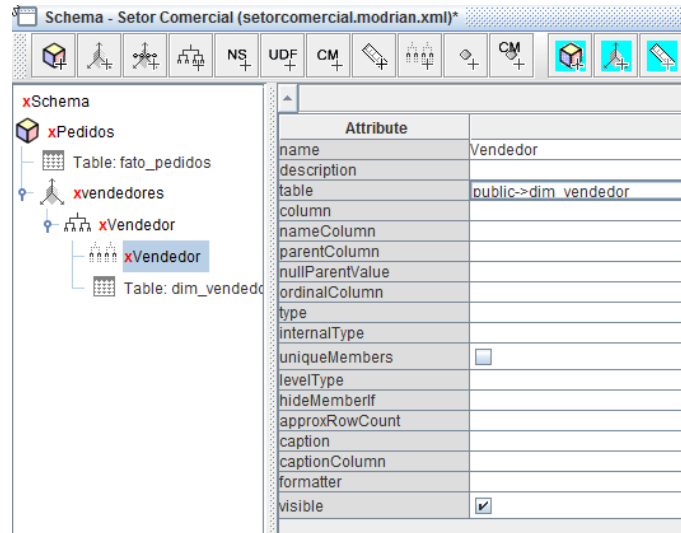 Schema - Setor Comercial (setorcomercial.modrian.xml)*
NS UDF CM CM
xSchema
xPedidos
Table: fato_pedidos
xvendedores
xVendedor
xVendedor
Table: dim_vendedo
Attribute
name Vendedor
description
table public->dim_vendedor
column
nameColumn
parentColumn
nullParentValue
ordinalColumn
type
internalType
uniqueMembers
levelType
hideMemberIf
approxRowCount
caption
captionColumn
formatter
visible